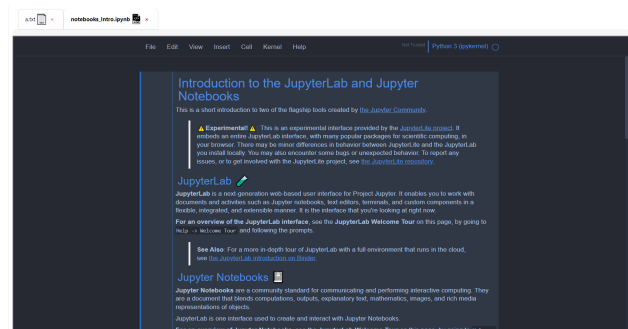 a.txt ×
notebooks_Intro.ipynb ×
File Edit View Insert Cell Kernel Help
Not Trusted Python 3 (ipykernel)
Introduction to the JupyterLab and Jupyter
Notebooks
This is a short introduction to two of the flagship tools created by the Jupyter Community.
⚠ Experimental! ⚠ : This is an experimental interface provided by the JupyterLite project. It
embeds an entire JupyterLab interface, with many popular packages for scientific computing, in
your browser. There may be minor differences in behavior between JupyterLite and the JupyterLab
you install locally. You may also encounter some bugs or unexpected behavior. To report any
issues, or to get involved with the JupyterLite project, see the JupyterLite repository.
JupyterLab
JupyterLab is a next-generation web-based user interface for Project Jupyter. It enables you to work with
documents and activities such as Jupyter notebooks, text editors, terminals, and custom components in a
flexible, integrated, and extensible manner. It is the interface that you're looking at right now.
For an overview of the JupyterLab interface, see the JupyterLab Welcome Tour on this page, by going to
Help -> Welcome Tour and following the prompts.
See Also: For a more in-depth tour of JupyterLab with a full environment that runs in the cloud,
see the JupyterLab introduction on Binder.
Jupyter Notebooks
Jupyter Notebooks are a community standard for communicating and performing interactive computing. They
are a document that blends computations, outputs, explanatory text, mathematics, images, and rich media
representations of objects.
JupyterLab is one interface used to create and interact with Jupyter Notebooks.